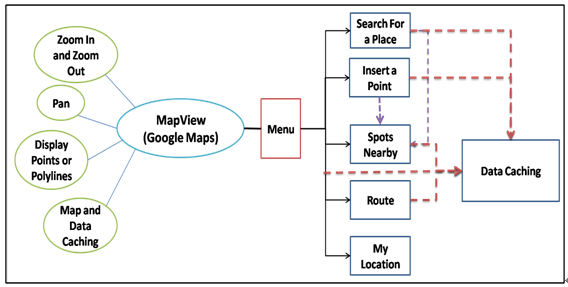 Zoom In
and Zoom
Out
Pan
Display
Points or
Polylines
Map and
Data
Caching
MapView
(Google Maps)
Menu
Search For
a Place
Insert a
Point
Spots
Nearby
Route
My
Location
Data Caching